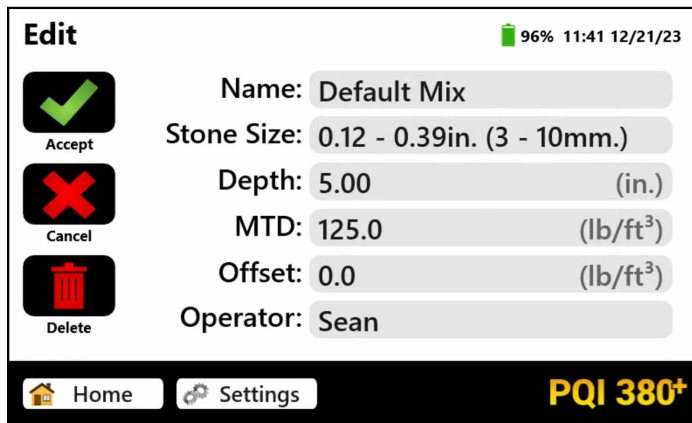 Edit
96% 11:41 12/21/23
Accept
Name: Default Mix
Stone Size: 0.12 - 0.39in. (3 - 10mm.)
Cancel
Depth: 5.00 (in.)
MTD: 125.0 (lb/ft³)
Delete
Offset: 0.0 (lb/ft³)
Operator: Sean
Home Settings PQI 380+